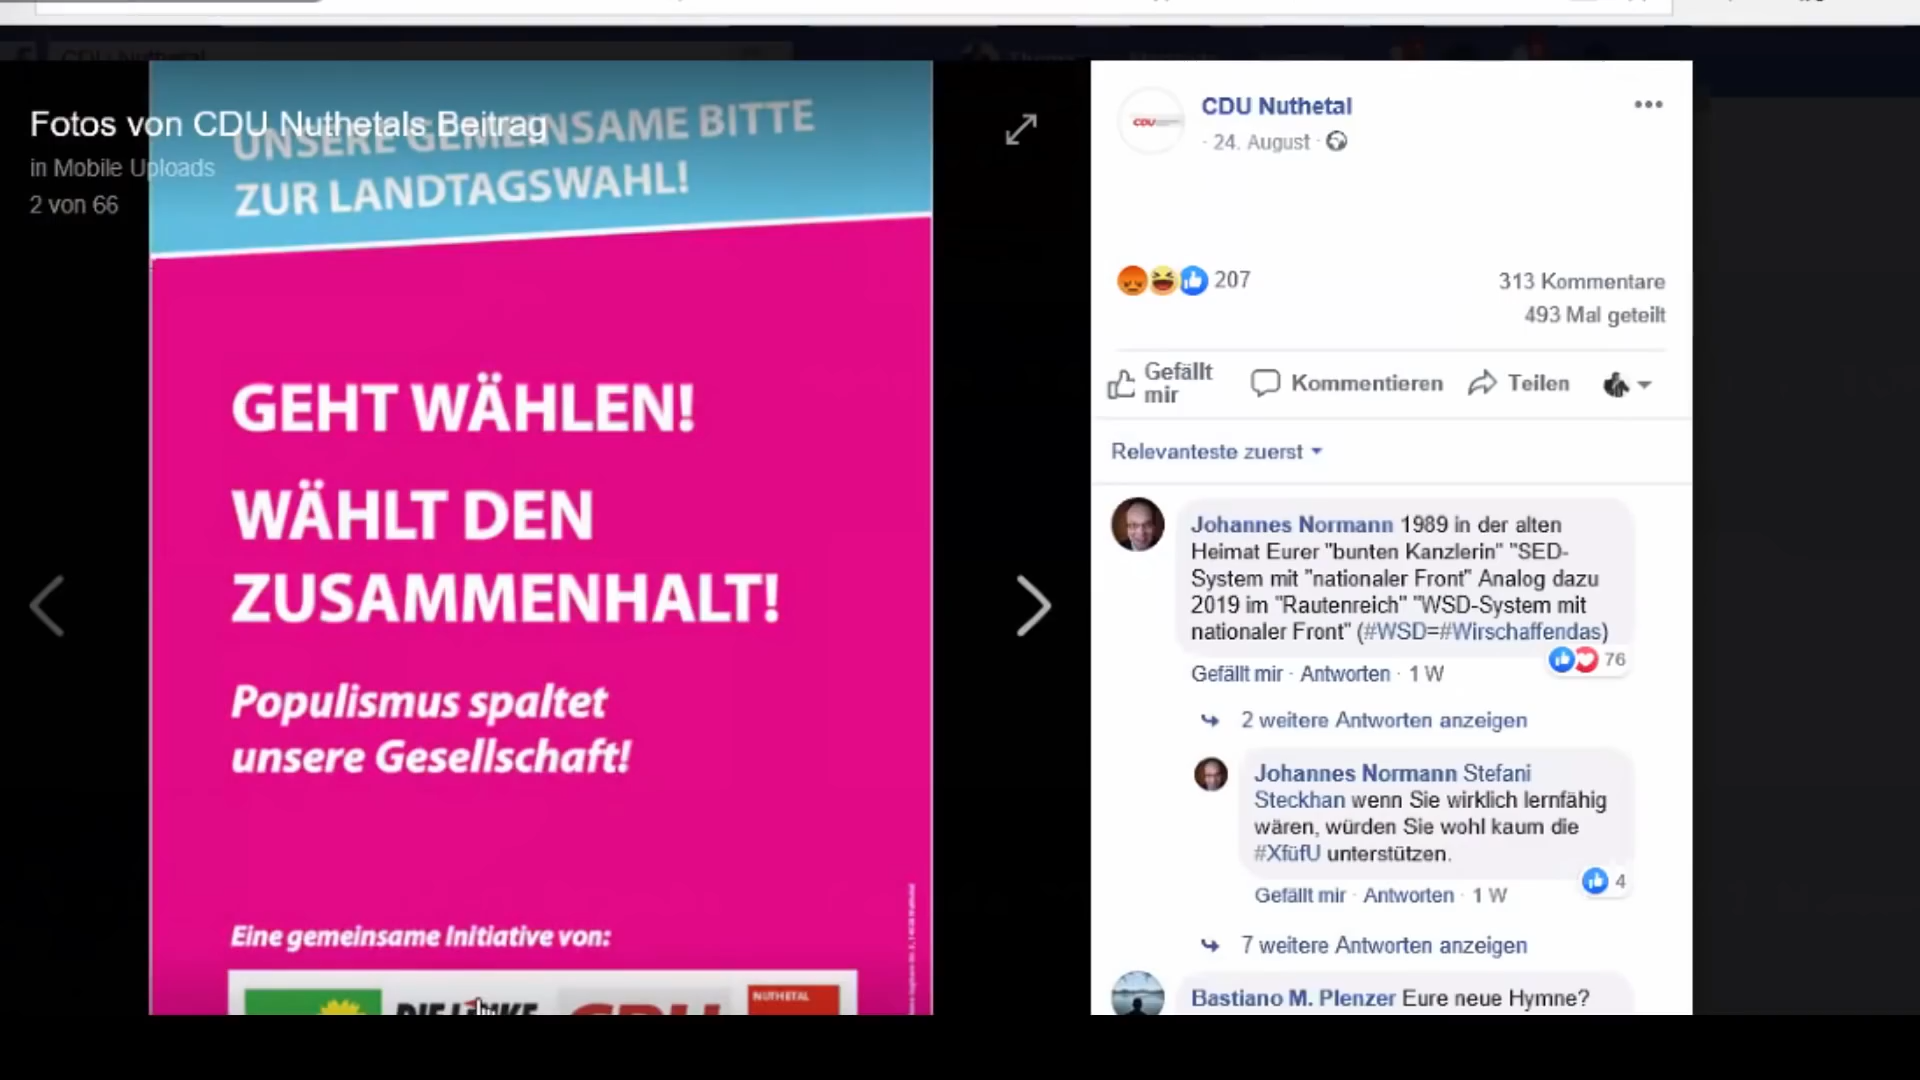 Fotos von CDU Nuthetals Beitrag
in Mobile Uploads
2 von 66
UNSERE GEMEINSAME BITTE
ZUR LANDTAGSWAHL!
GEHT WÄHLEN!
WÄHLT DEN
ZUSAMMENHALT!
Populismus spaltet
unsere Gesellschaft!
Eine gemeinsame Initiative von:
DIE LINKE
CDU
NUTHETAL
CDU Nuthetal
· 24. August ·
207
313 Kommentare
493 Mal geteilt
Gefällt
mir
Kommentieren
Teilen
Relevanteste zuerst
Johannes Normann 1989 in der alten
Heimat Eurer "bunten Kanzlerin" "SED-
System mit "nationaler Front" Analog dazu
2019 im "Rautenreich" "WSD-System mit
nationaler Front" (#WSD=#Wirschaffendas)
76
Gefällt mir · Antworten · 1 W
2 weitere Antworten anzeigen
Johannes Normann Stefani
Steckhan wenn Sie wirklich lernfähig
wären, würden Sie wohl kaum die
#XfüfU unterstützen.
4
Gefällt mir · Antworten · 1 W
7 weitere Antworten anzeigen
Bastiano M. Plenzer Eure neue Hymne?